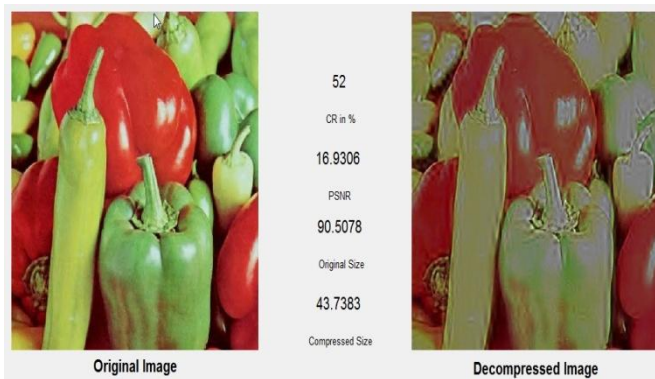 52
CR in %
16.9306
PSNR
90.5078
Original Size
43.7383
Compressed Size
Original Image
Decompressed Image